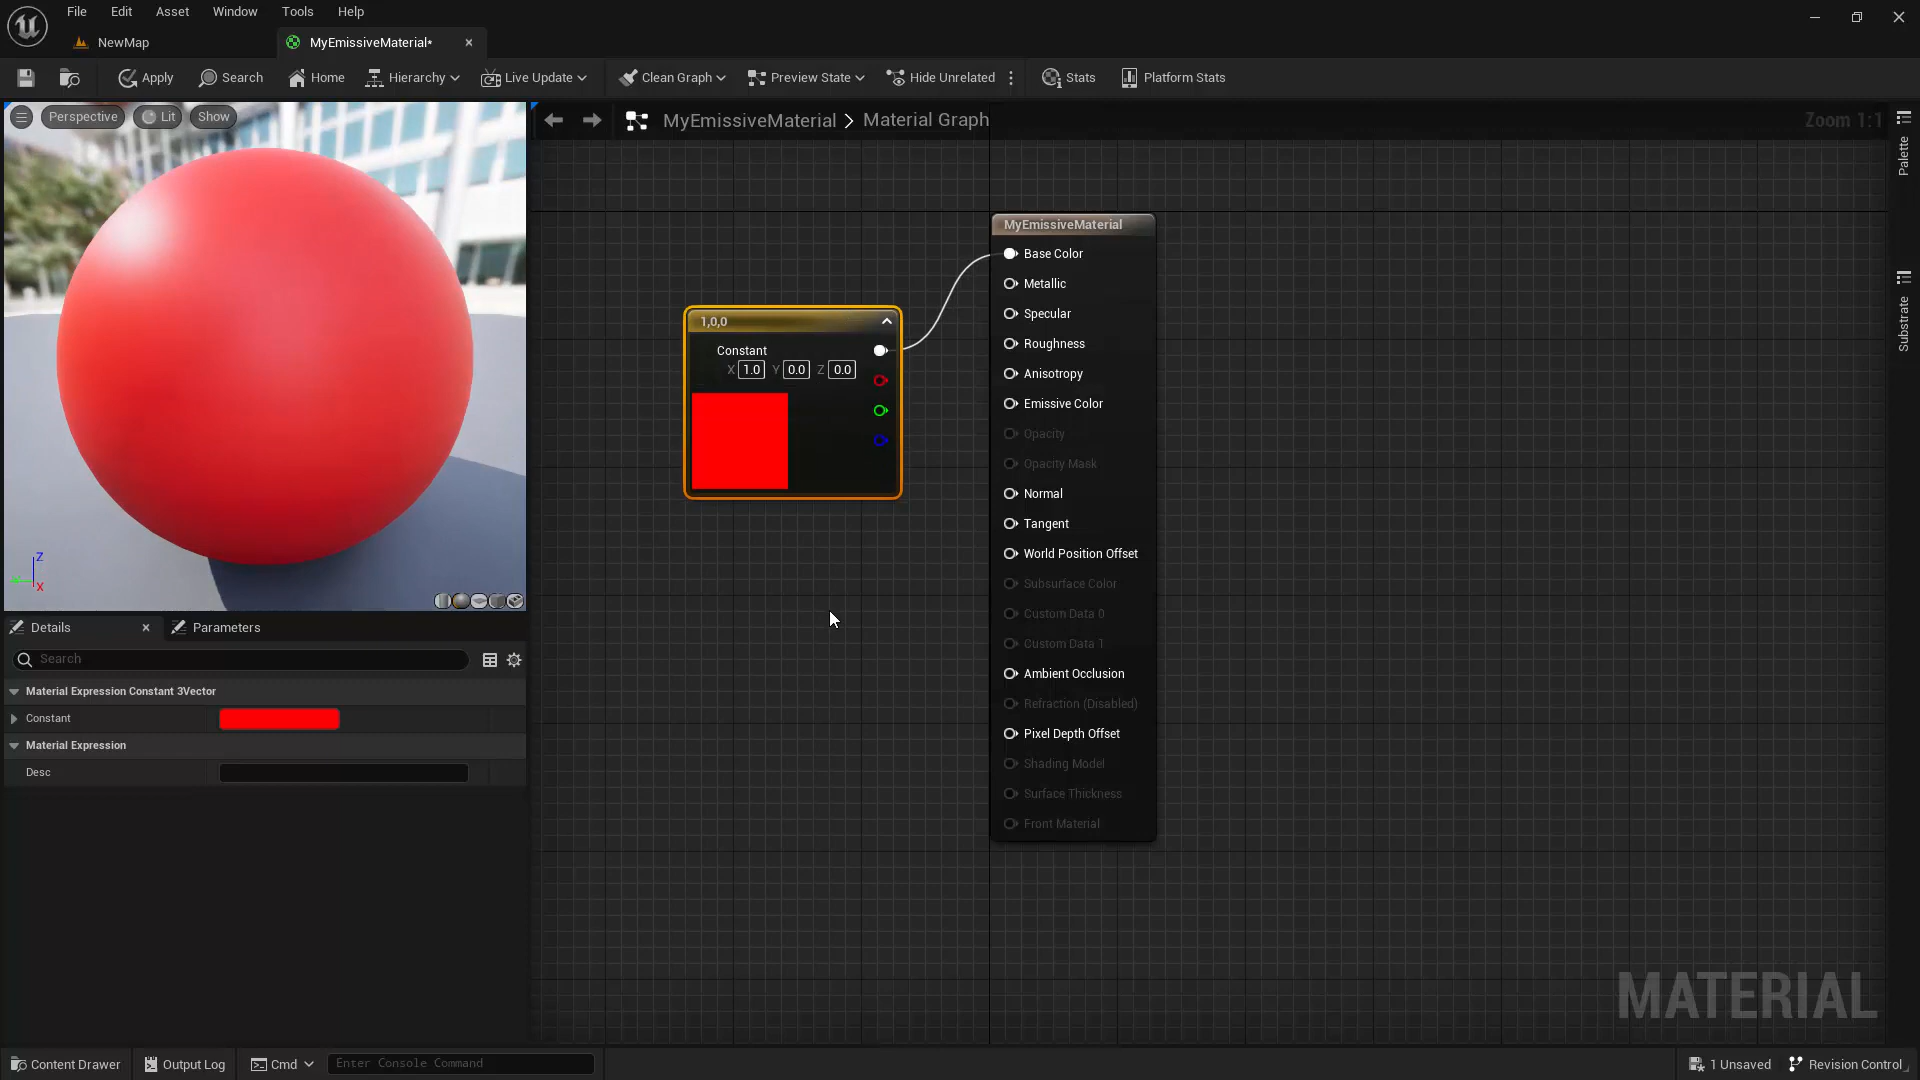 File Edit Asset Window Tools Help
NewMap MyEmissiveMaterial*
Apply Search Home Hierarchy Live Update Clean Graph Preview State Hide Unrelated Stats Platform Stats
Perspective Lit Show
MyEmissiveMaterial > Material Graph Zoom 1:1
Palette
Substrate
1,0,0
Constant
X 1.0 Y 0.0 Z 0.0
MyEmissiveMaterial
Base Color
Metallic
Specular
Roughness
Anisotropy
Emissive Color
Opacity
Opacity Mask
Normal
Tangent
World Position Offset
Subsurface Color
Custom Data 0
Custom Data 1
Ambient Occlusion
Refraction (Disabled)
Pixel Depth Offset
Shading Model
Surface Thickness
Front Material
Z
X
Details Parameters
Search
Material Expression Constant 3Vector
Constant
Material Expression
Desc
MATERIAL
Content Drawer Output Log Cmd Enter Console Command 1 Unsaved Revision Control